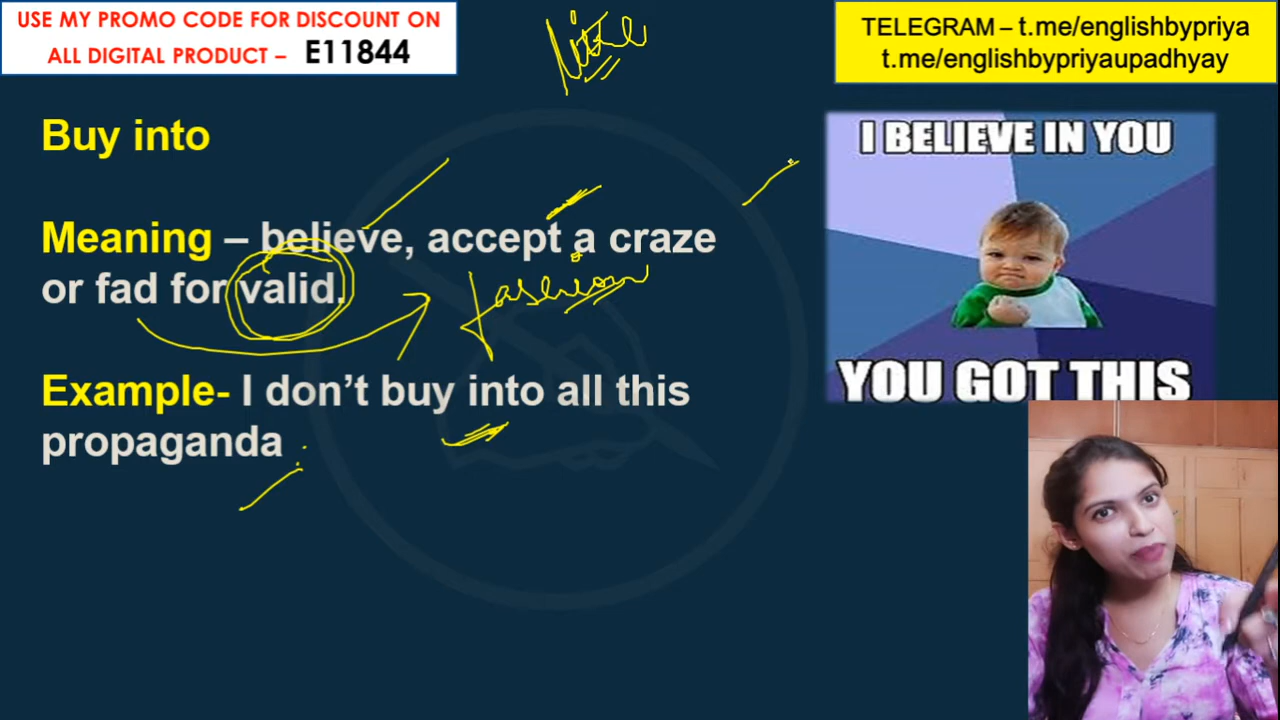 USE MY PROMO CODE FOR DISCOUNT ON
ALL DIGITAL PRODUCT – E11844
TELEGRAM – t.me/englishbypriya
t.me/englishbypriyaupadhyay
Buy into
Meaning – believe, accept a craze
or fad for valid.
fashion
Example- I don’t buy into all this
propaganda
I BELIEVE IN YOU
YOU GOT THIS